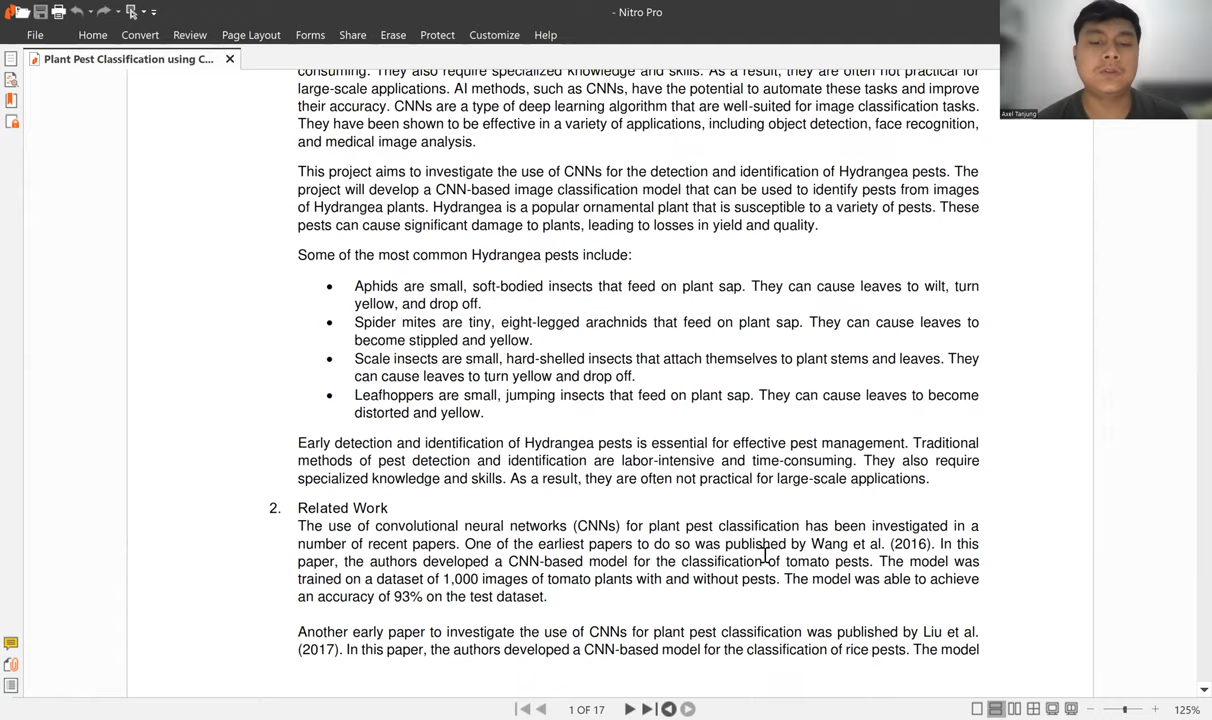 - Nitro Pro
File Home Convert Review Page Layout Forms Share Erase Protect Customize Help
Plant Pest Classification using C...
Axel Tanjung
consuming. They also require specialized knowledge and skills. As a result, they are often not practical for
large-scale applications. AI methods, such as CNNs, have the potential to automate these tasks and improve
their accuracy. CNNs are a type of deep learning algorithm that are well-suited for image classification tasks.
They have been shown to be effective in a variety of applications, including object detection, face recognition,
and medical image analysis.
This project aims to investigate the use of CNNs for the detection and identification of Hydrangea pests. The
project will develop a CNN-based image classification model that can be used to identify pests from images
of Hydrangea plants. Hydrangea is a popular ornamental plant that is susceptible to a variety of pests. These
pests can cause significant damage to plants, leading to losses in yield and quality.
Some of the most common Hydrangea pests include:
• Aphids are small, soft-bodied insects that feed on plant sap. They can cause leaves to wilt, turn
yellow, and drop off.
• Spider mites are tiny, eight-legged arachnids that feed on plant sap. They can cause leaves to
become stippled and yellow.
• Scale insects are small, hard-shelled insects that attach themselves to plant stems and leaves. They
can cause leaves to turn yellow and drop off.
• Leafhoppers are small, jumping insects that feed on plant sap. They can cause leaves to become
distorted and yellow.
Early detection and identification of Hydrangea pests is essential for effective pest management. Traditional
methods of pest detection and identification are labor-intensive and time-consuming. They also require
specialized knowledge and skills. As a result, they are often not practical for large-scale applications.
2. Related Work
The use of convolutional neural networks (CNNs) for plant pest classification has been investigated in a
number of recent papers. One of the earliest papers to do so was published by Wang et al. (2016). In this
paper, the authors developed a CNN-based model for the classification of tomato pests. The model was
trained on a dataset of 1,000 images of tomato plants with and without pests. The model was able to achieve
an accuracy of 93% on the test dataset.
Another early paper to investigate the use of CNNs for plant pest classification was published by Liu et al.
(2017). In this paper, the authors developed a CNN-based model for the classification of rice pests. The model
1 OF 17
125%